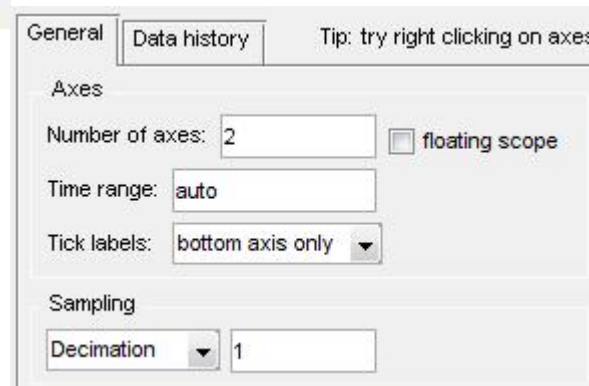 General Data history Tip: try right clicking on axes
Axes
Number of axes: 2 floating scope
Time range: auto
Tick labels: bottom axis only
Sampling
Decimation 1